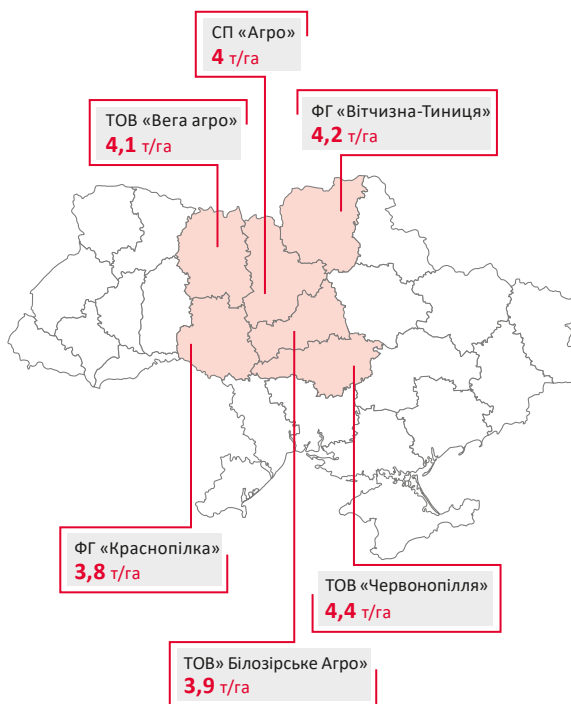 СП «Агро»
4 т/га
ТОВ «Вега агро»
4,1 т/га
ФГ «Вітчизна-Тиниця»
4,2 т/га
ФГ «Краснопілка»
3,8 т/га
ТОВ «Червонопілля»
4,4 т/га
ТОВ» Білозірське Агро»
3,9 т/га